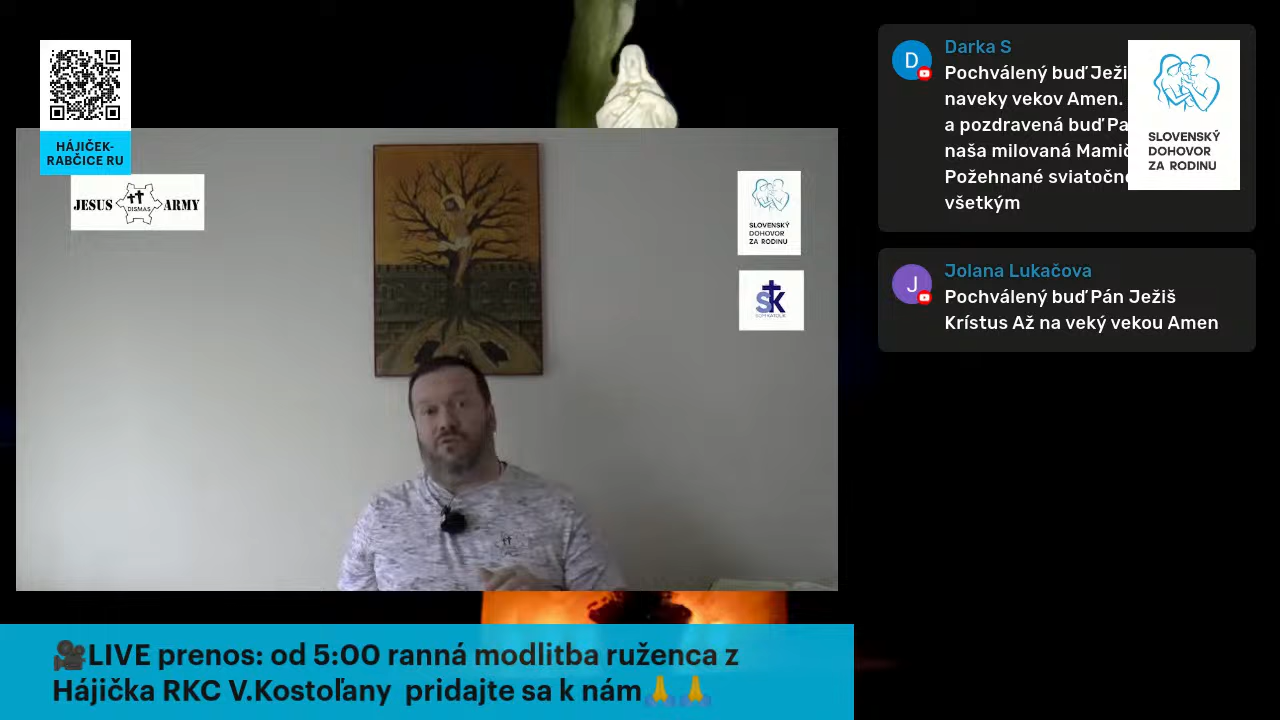 HÁJIČEK-
RABČICE RU
JESUS ARMY
DISMAS
SLOVENSKÝ
DOHOVOR
ZA RODINU
SK
D
Darka S
Pochválený buď Ježi
naveky vekov Amen.
a pozdravená buď Pa
naša milovaná Mamič
Požehnané sviatočné
všetkým
SLOVENSKÝ
DOHOVOR
ZA RODINU
J
Jolana Lukačova
Pochválený buď Pán Ježiš
Krístus Až na veký vekou Amen
🎥LIVE prenos: od 5:00 ranná modlitba ruženca z
Hájička RKC V.Kostoľany pridajte sa k nám🙏🙏